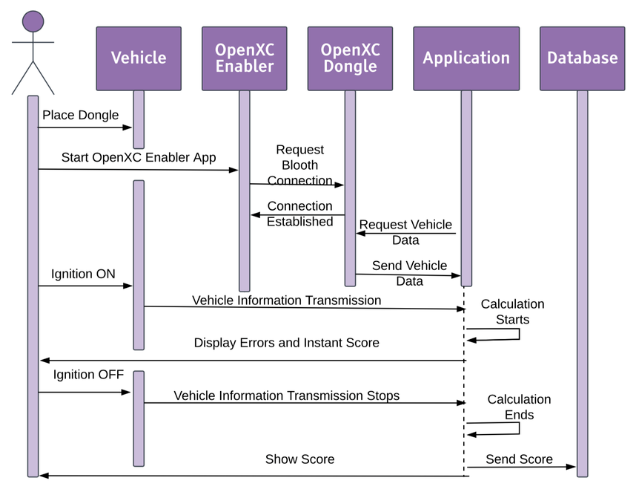 Vehicle
OpenXC
Enabler
OpenXC
Dongle
Application
Database
Place Dongle
Start OpenXC Enabler App
Request
Blooth
Connection
Connection
Established
Request Vehicle
Data
Send Vehicle
Data
Ignition ON
Vehicle Information Transmission
Calculation
Starts
Display Errors and Instant Score
Ignition OFF
Vehicle Information Transmission Stops
Calculation
Ends
Show Score
Send Score